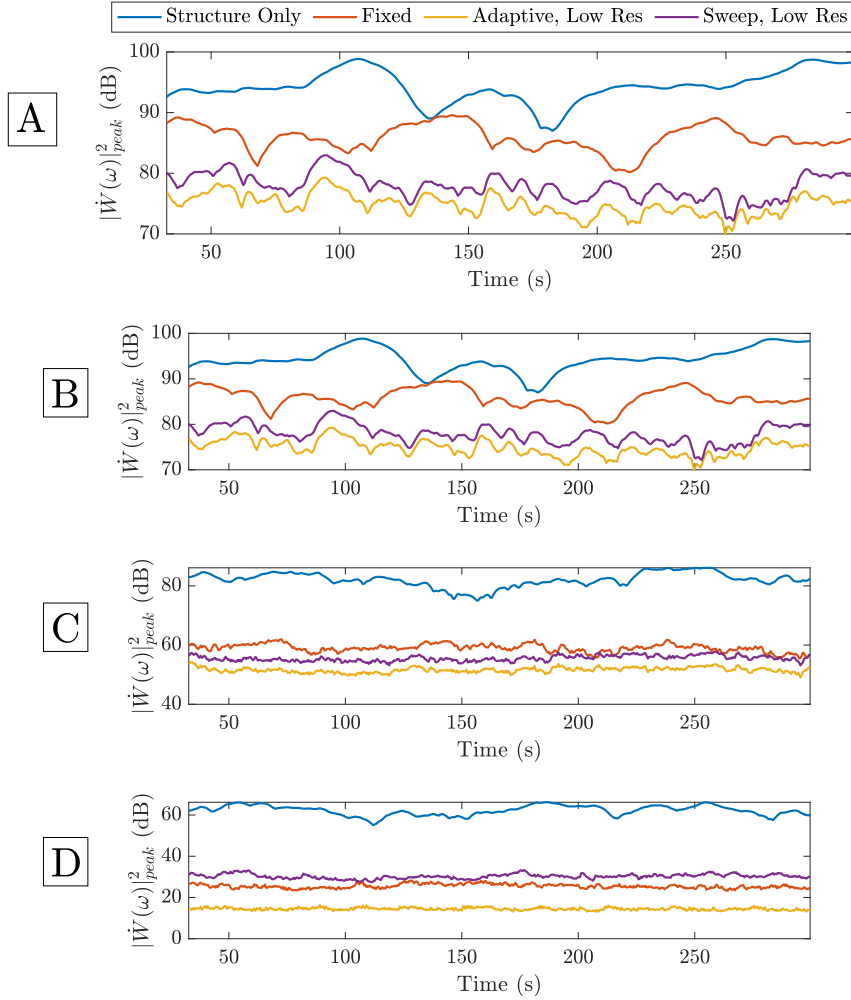 Structure Only Fixed Adaptive, Low Res Sweep, Low Res
A
|Ẇ(ω)|²peak (dB)
100
90
80
70
50 100 150 200 250
Time (s)
B
|Ẇ(ω)|²peak (dB)
100
90
80
70
50 100 150 200 250
Time (s)
C
|Ẇ(ω)|²peak (dB)
80
60
40
50 100 150 200 250
Time (s)
D
|Ẇ(ω)|²peak (dB)
60
40
20
0
50 100 150 200 250
Time (s)